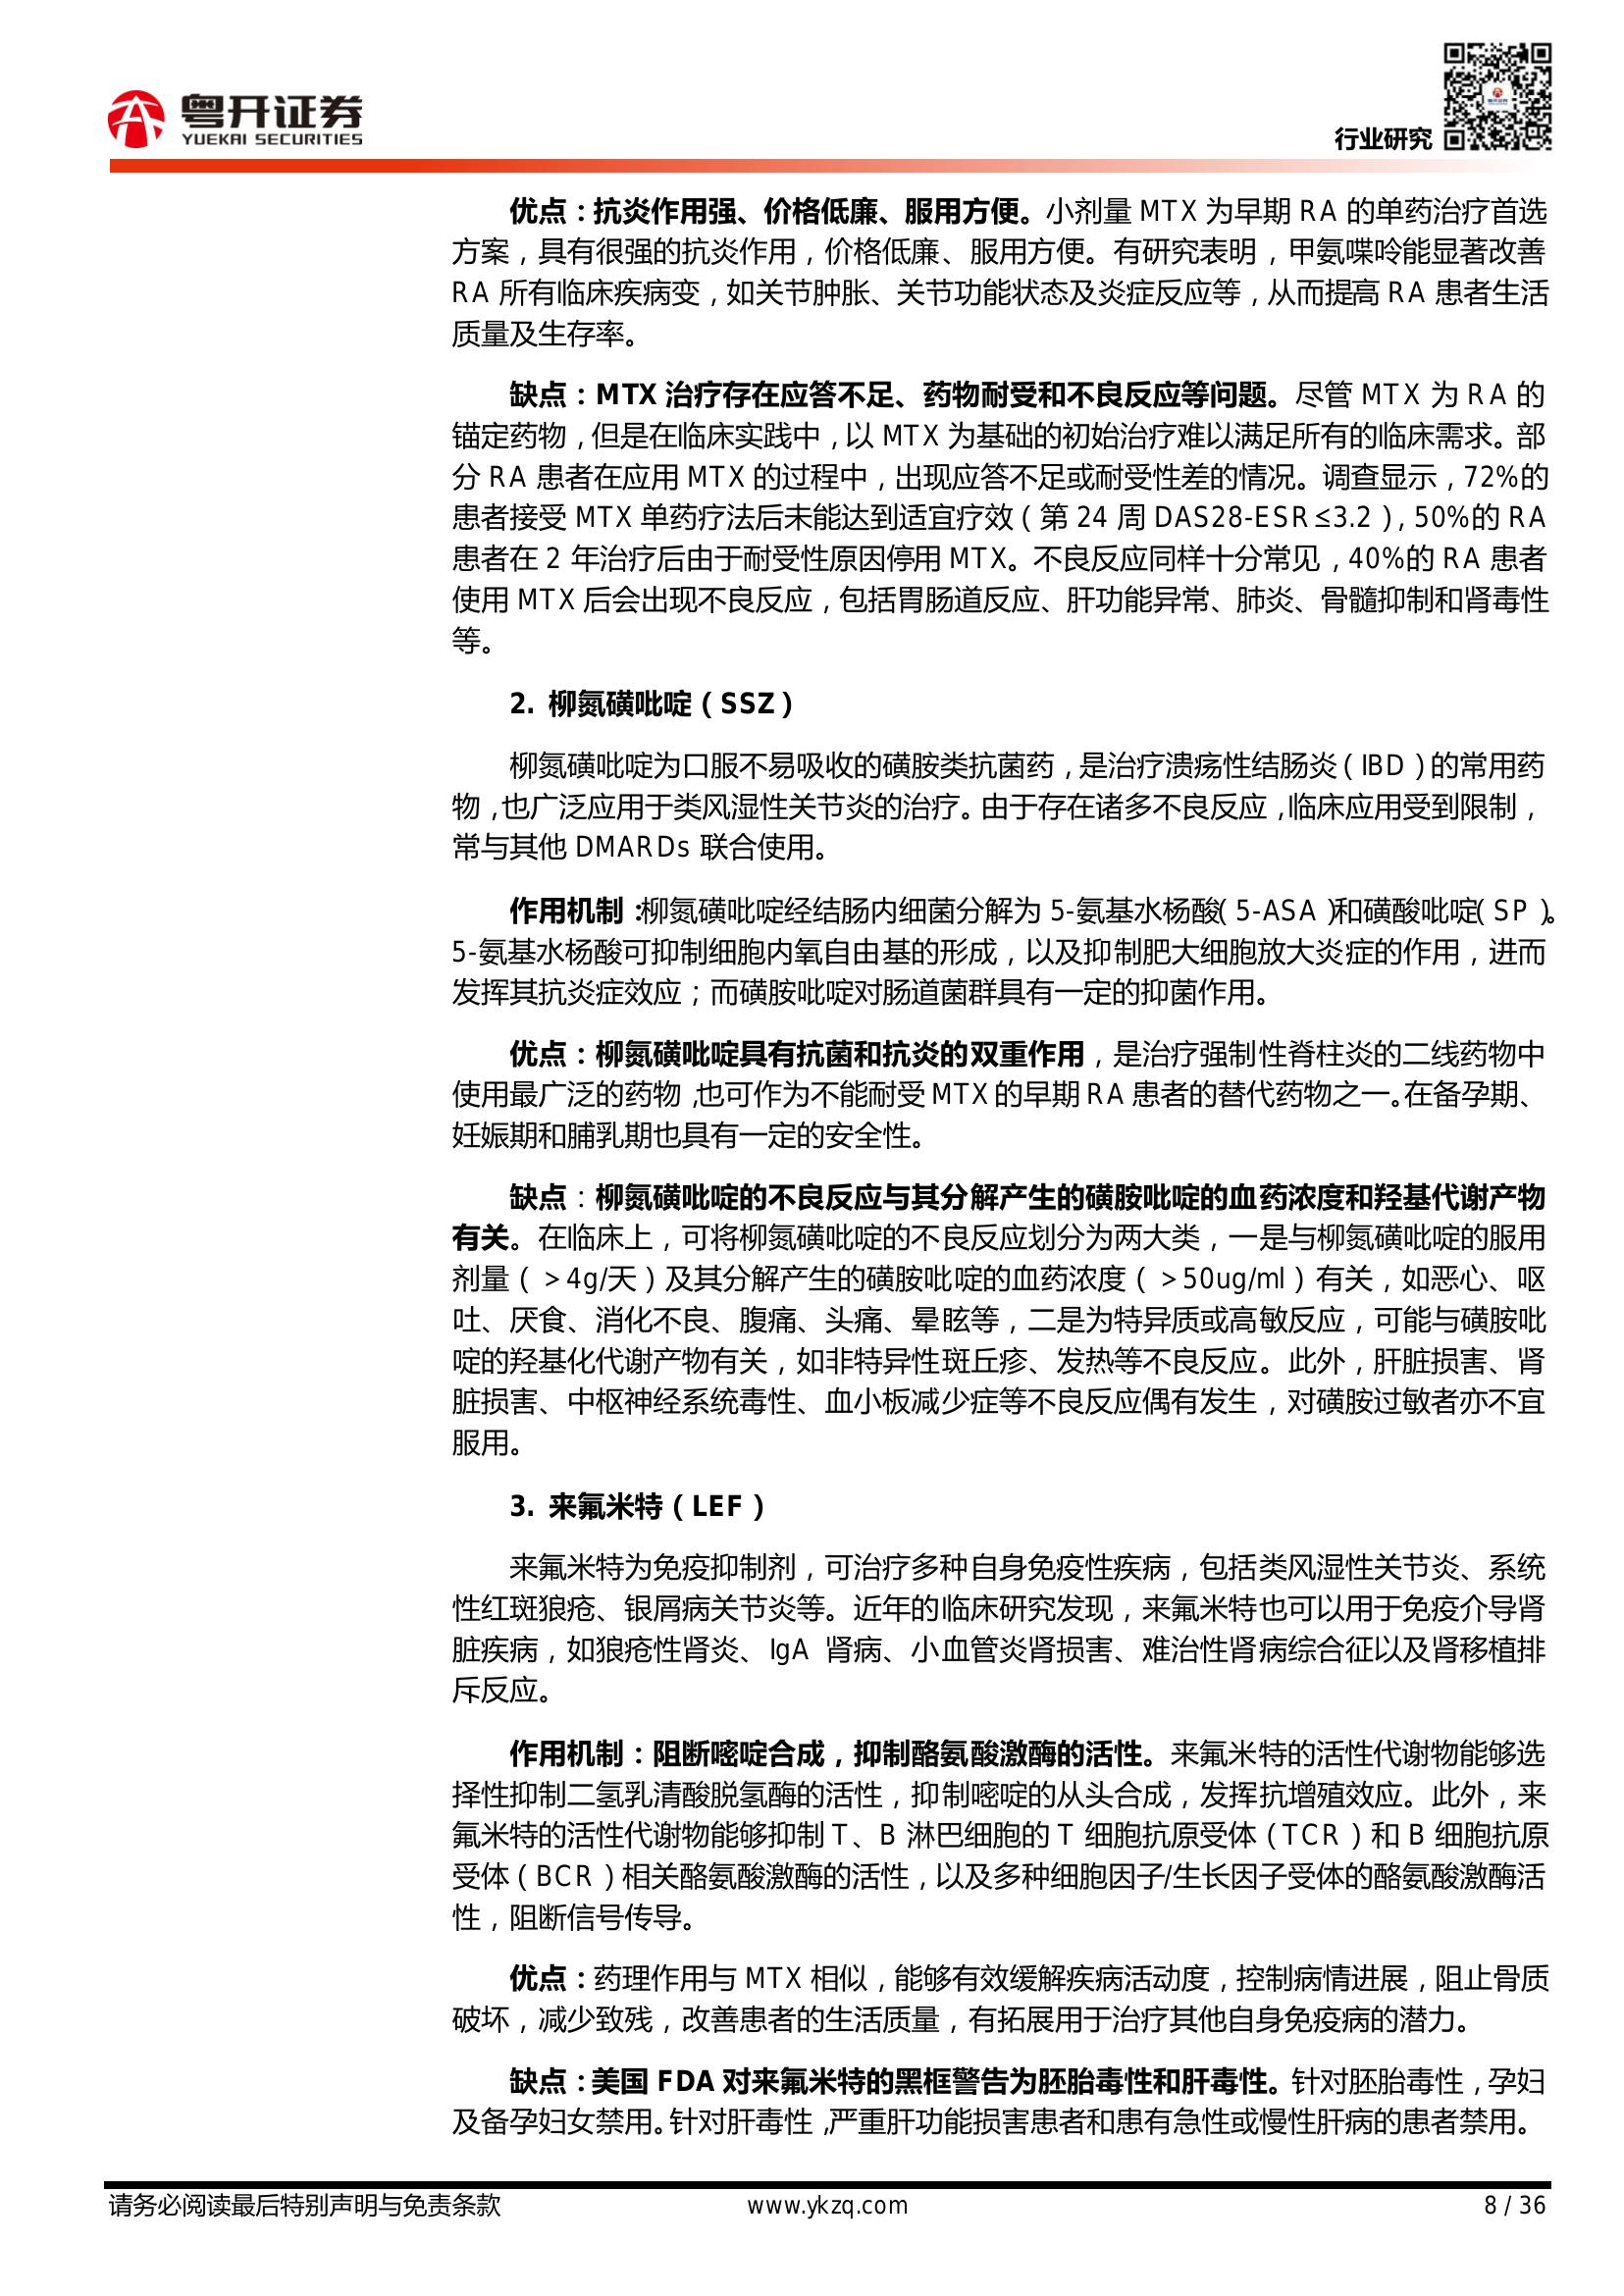 粤开证券
YUEKAI SECURITIES
行业研究
优点：抗炎作用强、价格低廉、服用方便。小剂量 MTX 为早期 RA 的单药治疗首选
方案，具有很强的抗炎作用，价格低廉、服用方便。有研究表明，甲氨喋呤能显著改善
RA 所有临床疾病变，如关节肿胀、关节功能状态及炎症反应等，从而提高 RA 患者生活
质量及生存率。
缺点：MTX 治疗存在应答不足、药物耐受和不良反应等问题。尽管 MTX 为 RA 的
锚定药物，但是在临床实践中，以 MTX 为基础的初始治疗难以满足所有的临床需求。部
分 RA 患者在应用 MTX 的过程中，出现应答不足或耐受性差的情况。调查显示，72%的
患者接受 MTX 单药疗法后未能达到适宜疗效（第 24 周 DAS28-ESR≤3.2），50%的 RA
患者在 2 年治疗后由于耐受性原因停用 MTX。不良反应同样十分常见，40%的 RA 患者
使用 MTX 后会出现不良反应，包括胃肠道反应、肝功能异常、肺炎、骨髓抑制和肾毒性
等。
2. 柳氮磺吡啶（SSZ）
柳氮磺吡啶为口服不易吸收的磺胺类抗菌药，是治疗溃疡性结肠炎（IBD）的常用药
物，也广泛应用于类风湿性关节炎的治疗。由于存在诸多不良反应，临床应用受到限制，
常与其他 DMARDs 联合使用。
作用机制：柳氮磺吡啶经结肠内细菌分解为 5-氨基水杨酸（5-ASA）和磺酸吡啶（SP）。
5-氨基水杨酸可抑制细胞内氧自由基的形成，以及抑制肥大细胞放大炎症的作用，进而
发挥其抗炎症效应；而磺胺吡啶对肠道菌群具有一定的抑菌作用。
优点：柳氮磺吡啶具有抗菌和抗炎的双重作用，是治疗强制性脊柱炎的二线药物中
使用最广泛的药物，也可作为不能耐受 MTX 的早期 RA 患者的替代药物之一。在备孕期、
妊娠期和哺乳期也具有一定的安全性。
缺点：柳氮磺吡啶的不良反应与其分解产生的磺胺吡啶的血药浓度和羟基代谢产物
有关。在临床上，可将柳氮磺吡啶的不良反应划分为两大类，一是与柳氮磺吡啶的服用
剂量（>4g/天）及其分解产生的磺胺吡啶的血药浓度（>50ug/ml）有关，如恶心、呕
吐、厌食、消化不良、腹痛、头痛、晕眩等，二是为特异质或高敏反应，可能与磺胺吡
啶的羟基化代谢产物有关，如非特异性斑丘疹、发热等不良反应。此外，肝脏损害、肾
脏损害、中枢神经系统毒性、血小板减少症等不良反应偶有发生，对磺胺过敏者亦不宜
服用。
3. 来氟米特（LEF）
来氟米特为免疫抑制剂，可治疗多种自身免疫性疾病，包括类风湿性关节炎、系统
性红斑狼疮、银屑病关节炎等。近年的临床研究发现，来氟米特也可以用于免疫介导肾
脏疾病，如狼疮性肾炎、IgA 肾病、小血管炎肾损害、难治性肾病综合征以及肾移植排
斥反应。
作用机制：阻断嘧啶合成，抑制酪氨酸激酶的活性。来氟米特的活性代谢物能够选
择性抑制二氢乳清酸脱氢酶的活性，抑制嘧啶的从头合成，发挥抗增殖效应。此外，来
氟米特的活性代谢物能够抑制 T、B 淋巴细胞的 T 细胞抗原受体（TCR）和 B 细胞抗原
受体（BCR）相关酪氨酸激酶的活性，以及多种细胞因子/生长因子受体的酪氨酸激酶活
性，阻断信号传导。
优点：药理作用与 MTX 相似，能够有效缓解疾病活动度，控制病情进展，阻止骨质
破坏，减少致残，改善患者的生活质量，有拓展用于治疗其他自身免疫病的潜力。
缺点：美国 FDA 对来氟米特的黑框警告为胚胎毒性和肝毒性。针对胚胎毒性，孕妇
及备孕妇女禁用。针对肝毒性，严重肝功能损害患者和患有急性或慢性肝病的患者禁用。
请务必阅读最后特别声明与免责条款
www.ykzq.com
8 / 36